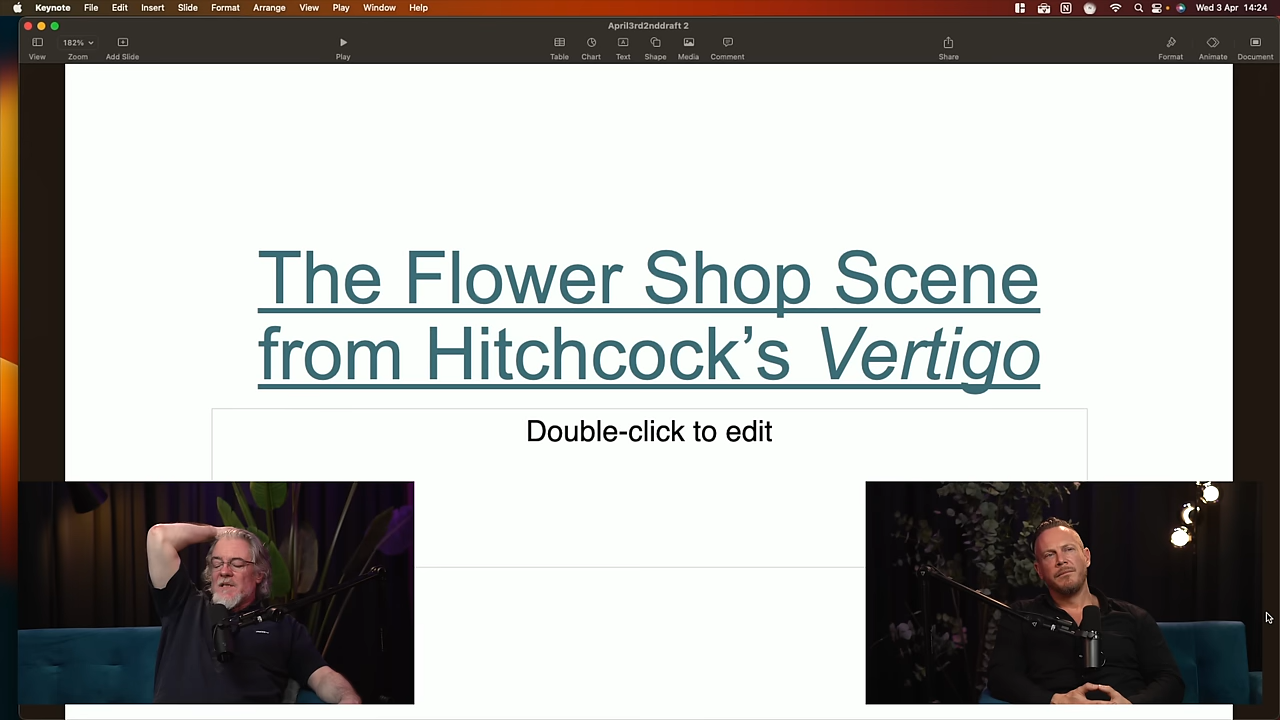 Keynote File Edit Insert Slide Format Arrange View Play Window Help Wed 3 Apr 14:24
April3rd2nddraft 2
182%
View Zoom Add Slide Play Table Chart Text Shape Media Comment Share Format Animate Document
The Flower Shop Scene
from Hitchcock’s Vertigo
Double-click to edit